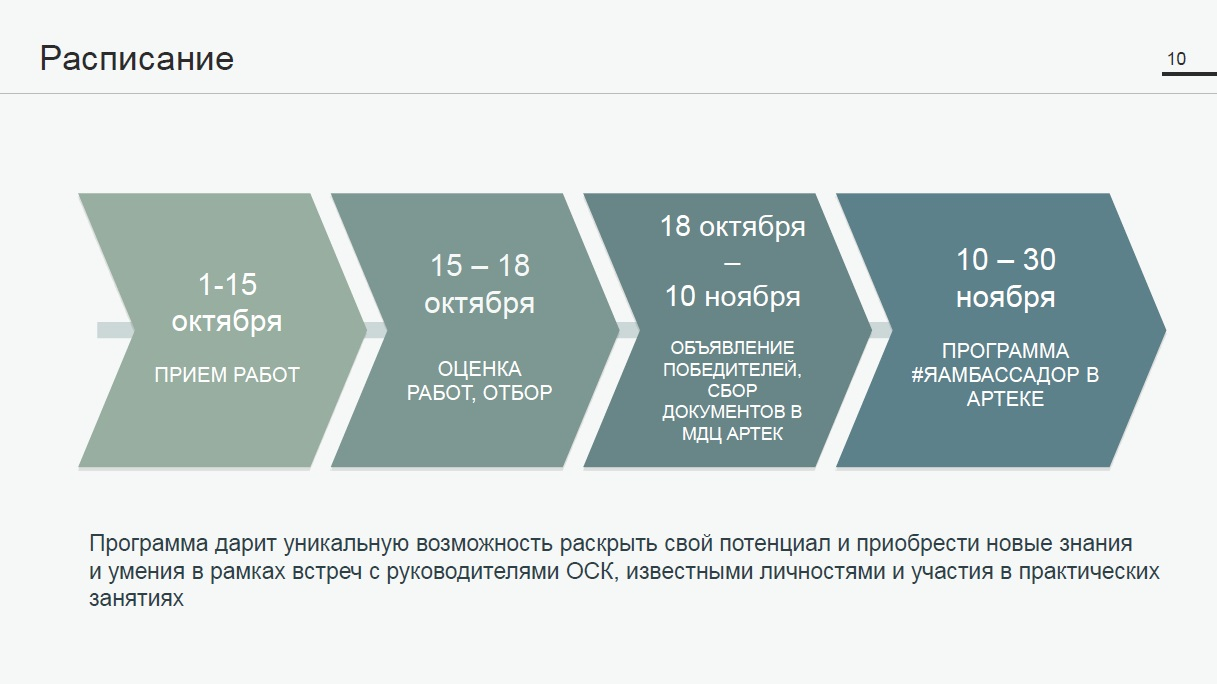 Расписание
10
1-15
октября
ПРИЕМ РАБОТ
15 – 18
октября
ОЦЕНКА
РАБОТ, ОТБОР
18 октября
–
10 ноября
ОБЪЯВЛЕНИЕ
ПОБЕДИТЕЛЕЙ,
СБОР
ДОКУМЕНТОВ В
МДЦ АРТЕК
10 – 30
ноября
ПРОГРАММА
#ЯАМБАССАДОР В
АРТЕКЕ
Программа дарит уникальную возможность раскрыть свой потенциал и приобрести новые знания
и умения в рамках встреч с руководителями ОСК, известными личностями и участия в практических
занятиях